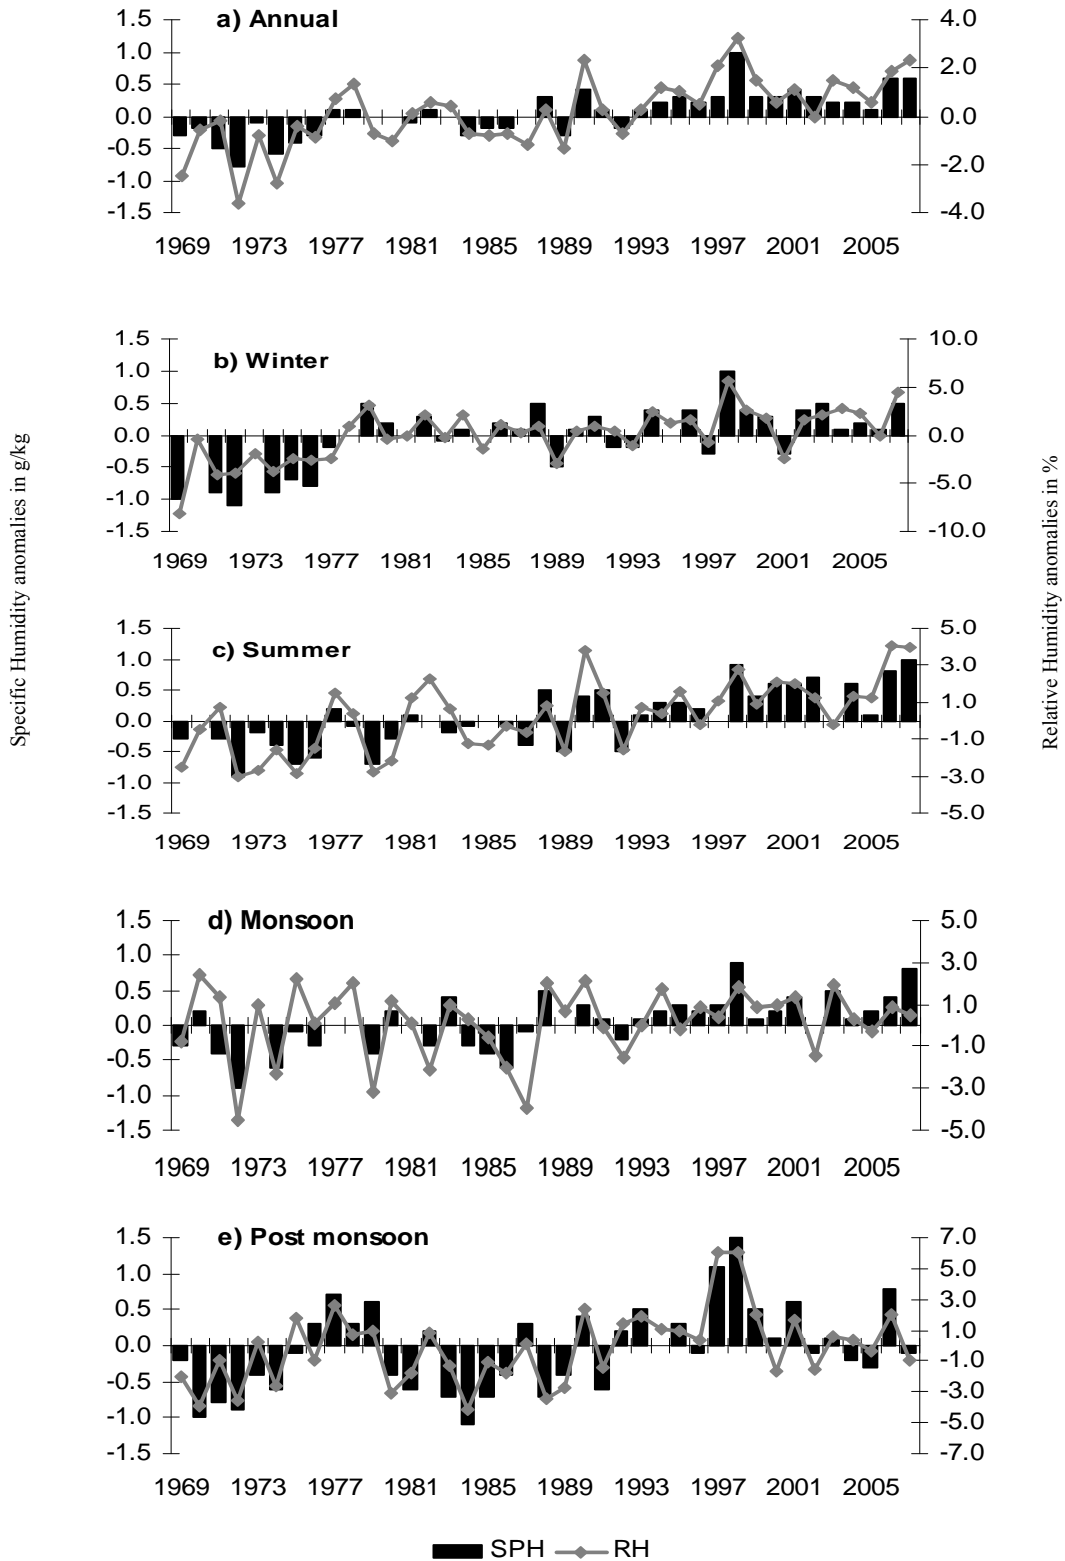 Specific Humidity anomalies in g/kg
Relative Humidity anomalies in %
a) Annual
1.5 4.0
1.0 2.0
0.5
0.0 0.0
-0.5 -2.0
-1.0
-1.5 -4.0
1969 1973 1977 1981 1985 1989 1993 1997 2001 2005
b) Winter
1.5 10.0
1.0 5.0
0.5
0.0 0.0
-0.5 -5.0
-1.0
-1.5 -10.0
1969 1973 1977 1981 1985 1989 1993 1997 2001 2005
c) Summer
1.5 5.0
1.0 3.0
0.5 1.0
0.0 -1.0
-0.5 -3.0
-1.0
-1.5 -5.0
1969 1973 1977 1981 1985 1989 1993 1997 2001 2005
d) Monsoon
1.5 5.0
1.0 3.0
0.5 1.0
0.0 -1.0
-0.5 -3.0
-1.0
-1.5 -5.0
1969 1973 1977 1981 1985 1989 1993 1997 2001 2005
e) Post monsoon
1.5 7.0
1.0 5.0
0.5 3.0
0.0 1.0
-0.5 -1.0
-1.0 -3.0
-5.0
-1.5 -7.0
1969 1973 1977 1981 1985 1989 1993 1997 2001 2005
SPH RH